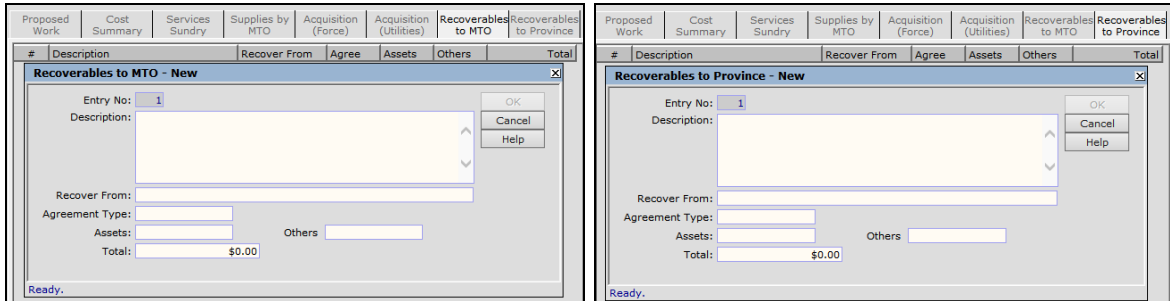 Proposed Work Cost Summary Services Sundry Supplies by MTO Acquisition (Force) Acquisition (Utilities) Recoverables to MTO Recoverables to Province
# Description Recover From Agree Assets Others Total
Recoverables to MTO - New
Entry No: 1 OK
Description: Cancel
Help
Recover From:
Agreement Type:
Assets: Others
Total: $0.00
Ready.
Proposed Work Cost Summary Services Sundry Supplies by MTO Acquisition (Force) Acquisition (Utilities) Recoverables to MTO Recoverables to Province
# Description Recover From Agree Assets Others Total
Recoverables to Province - New
Entry No: 1 OK
Description: Cancel
Help
Recover From:
Agreement Type:
Assets: Others
Total: $0.00
Ready.